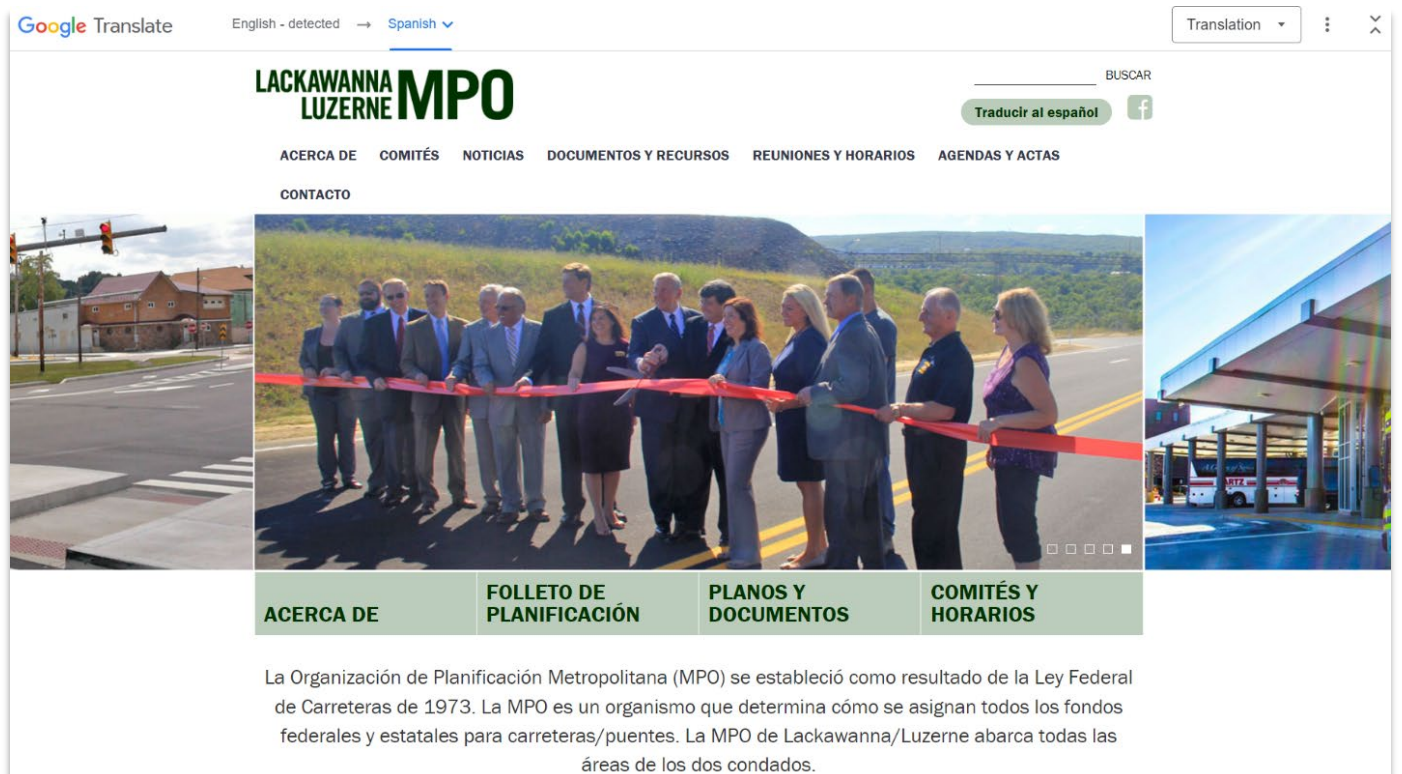 Google Translate English - detected → Spanish Translation
LACKAWANNA
LUZERNE MPO
BUSCAR
Traducir al español
ACERCA DE COMITÉS NOTICIAS DOCUMENTOS Y RECURSOS REUNIONES Y HORARIOS AGENDAS Y ACTAS
CONTACTO
ARTZ
ACERCA DE
FOLLETO DE
PLANIFICACIÓN
PLANOS Y
DOCUMENTOS
COMITÉS Y
HORARIOS
La Organización de Planificación Metropolitana (MPO) se estableció como resultado de la Ley Federal
de Carreteras de 1973. La MPO es un organismo que determina cómo se asignan todos los fondos
federales y estatales para carreteras/puentes. La MPO de Lackawanna/Luzerne abarca todas las
áreas de los dos condados.